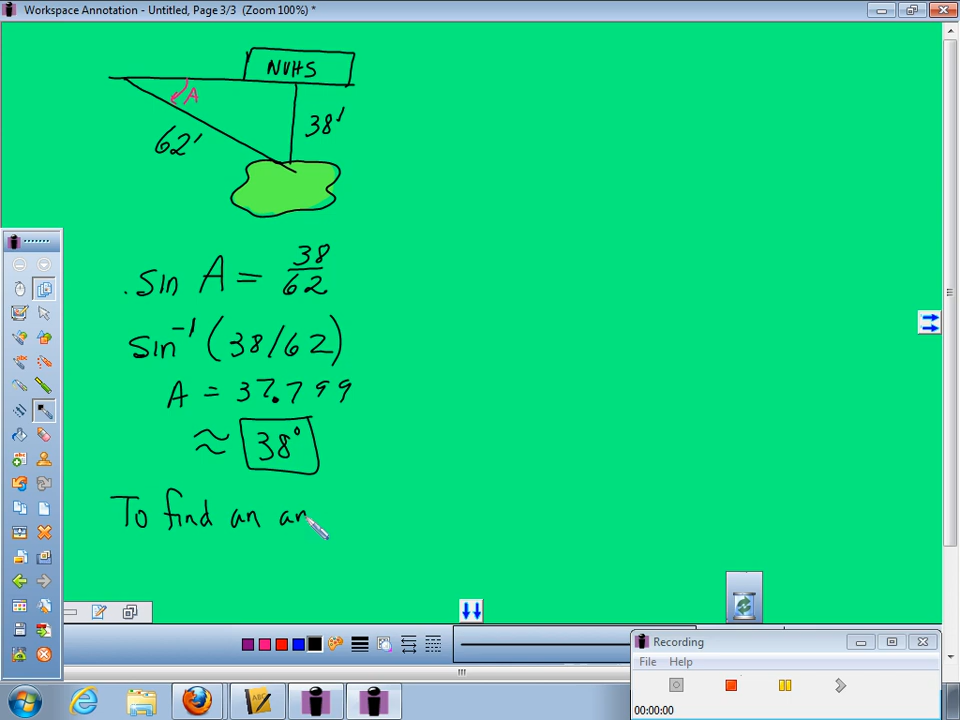 Workspace Annotation - Untitled, Page 3/3 (Zoom 100%) *
NVHS
A
38'
62'
sin A = 38/62
sin⁻¹ (38/62)
A = 37.799
≈ 38°
To find an an
Recording
File Help
00:00:00